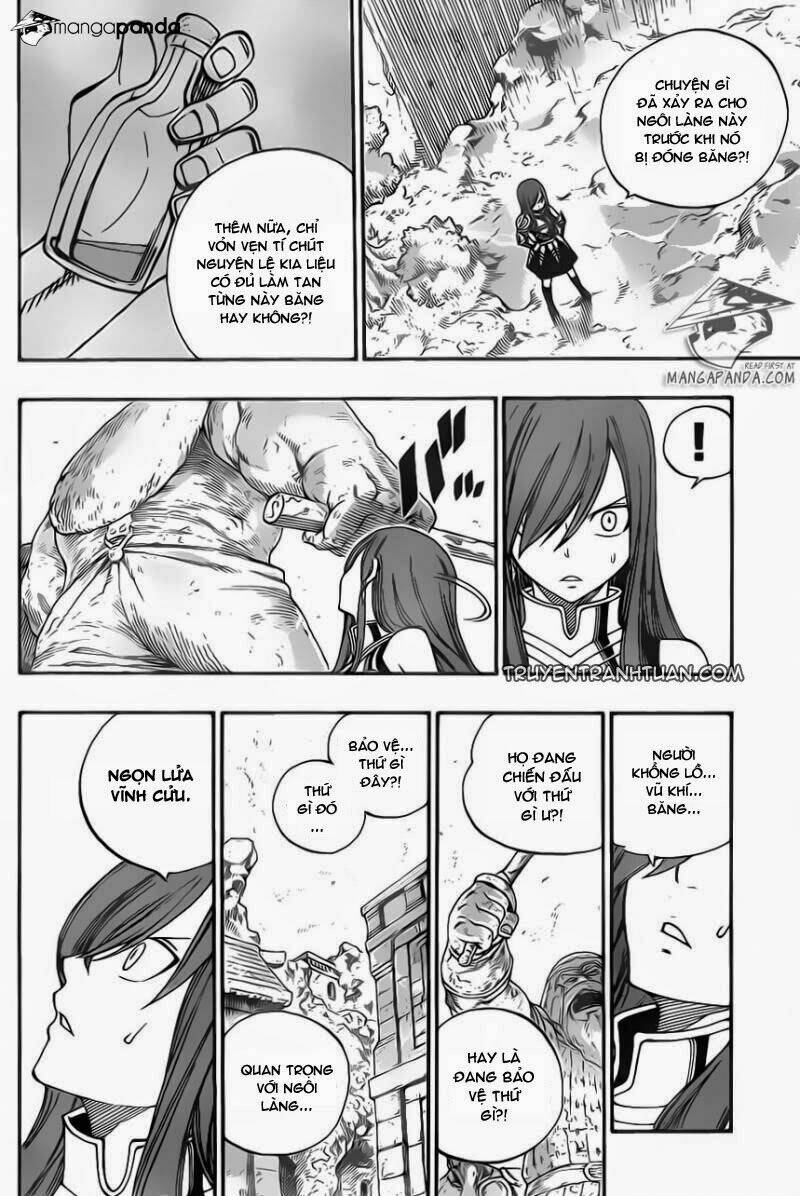 CHUYỆN GÌ
ĐÃ XẢY RA CHO
NGÔI LÀNG NÀY
TRƯỚC KHI NÓ
BỊ ĐÓNG BĂNG?!
mangapanda
THÊM NỮA, CHỈ
VỎN VẸN TÍ CHÚT
NGUYỆN LỆ KIA LIỆU
CÓ ĐỦ LÀM TAN
TỪNG NÀY BĂNG
HAY KHÔNG?!
READ FIRST AT
MANGAPANDA.COM
!
TRUYENTRANHTUAN.COM
NGƯỜI
KHỔNG LỒ...
VŨ KHÍ...
BĂNG...
HỌ ĐANG
CHIẾN ĐẤU
VỚI THỨ
GÌ Ư?!
HAY LÀ
ĐANG BẢO
VỆ THỨ
GÌ?!
BẢO VỆ...
THỨ GÌ
ĐÂY?!
THỨ
GÌ ĐÓ
...
QUAN TRỌNG
VỚI NGÔI
LÀNG...
NGỌN LỬA
VĨNH CỬU.